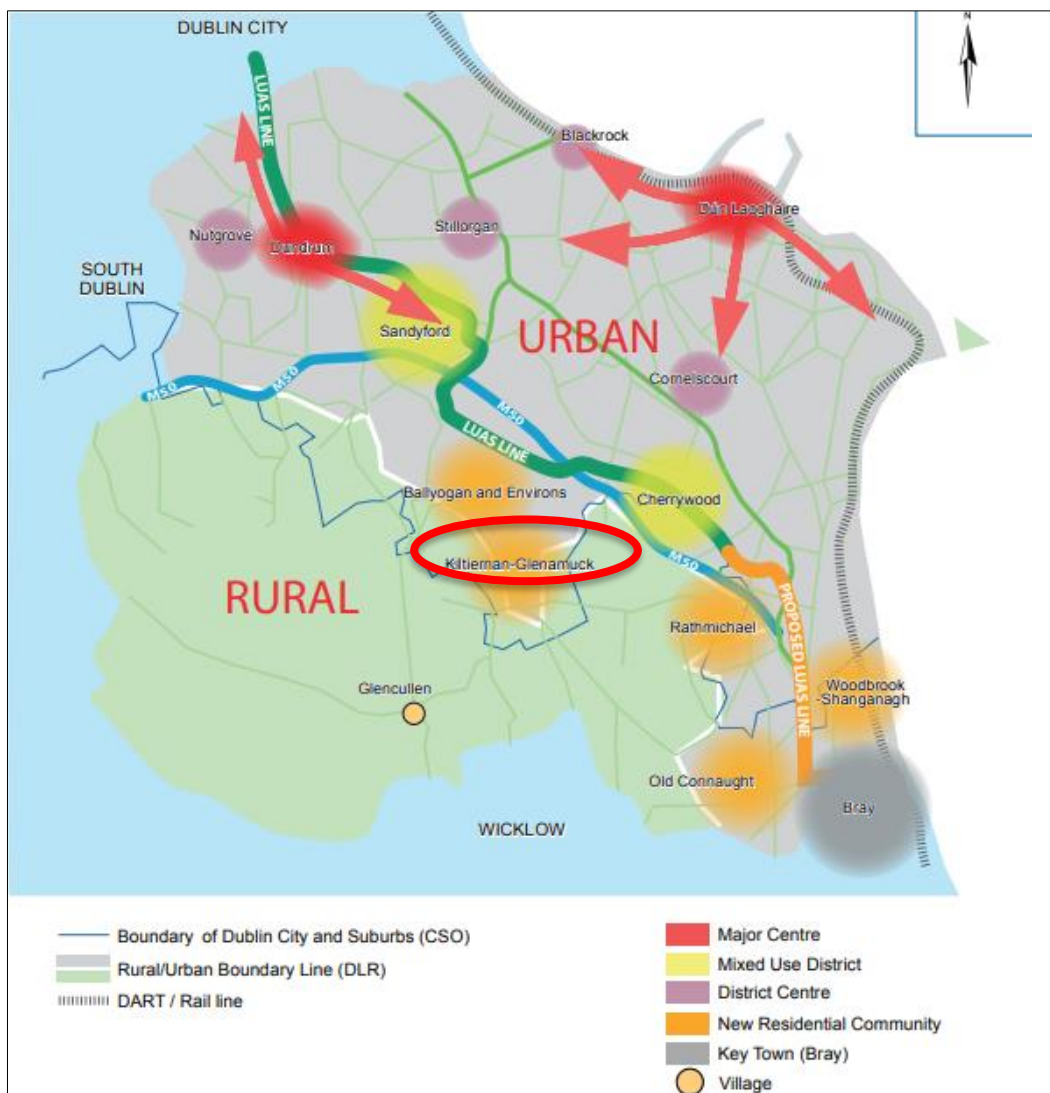 DUBLIN CITY
N
LUAS LINE
Blackrock
Dún Laoghaire
Nutgrove
Stillorgan
Dundrum
SOUTH
DUBLIN
Sandyford
URBAN
Cornelscourt
M50
M50
M50
LUAS LINE
Ballyogan and Environs
Cherrywood
Kiltiernan-Glenamuck
M50
RURAL
PROPOSED LUAS LINE
Rathmichael
Glencullen
Woodbrook
-Shanganagh
Old Connaught
Bray
WICKLOW
Boundary of Dublin City and Suburbs (CSO)
Rural/Urban Boundary Line (DLR)
DART / Rail line
Major Centre
Mixed Use District
District Centre
New Residential Community
Key Town (Bray)
Village